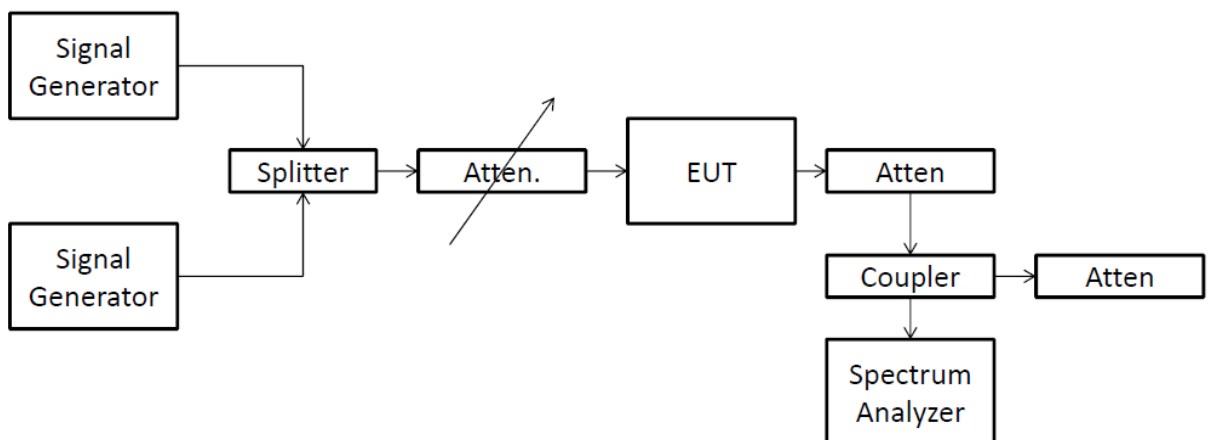 Signal
Generator
Splitter
Atten.
EUT
Atten
Signal
Generator
Coupler
Atten
Spectrum
Analyzer